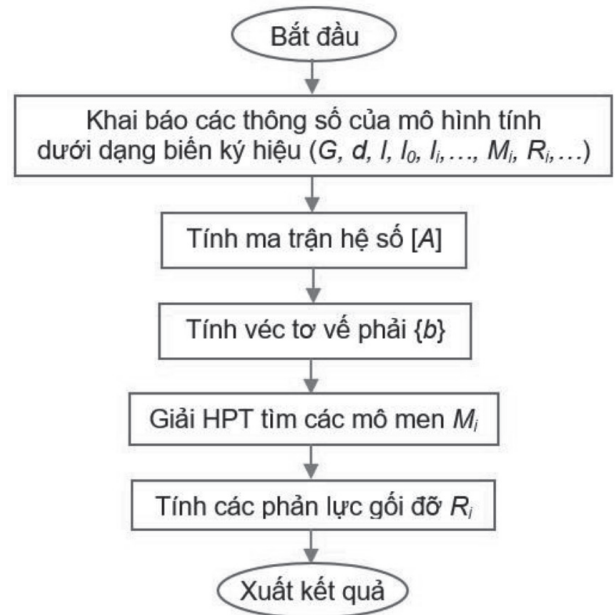 Bắt đầu
Khai báo các thông số của mô hình tính
dưới dạng biến ký hiệu (G, d, l, l₀, lᵢ,..., Mᵢ, Rᵢ,...)
Tính ma trận hệ số [A]
Tính véc tơ vế phải {b}
Giải HPT tìm các mô men Mᵢ
Tính các phản lực gối đỡ Rᵢ
Xuất kết quả